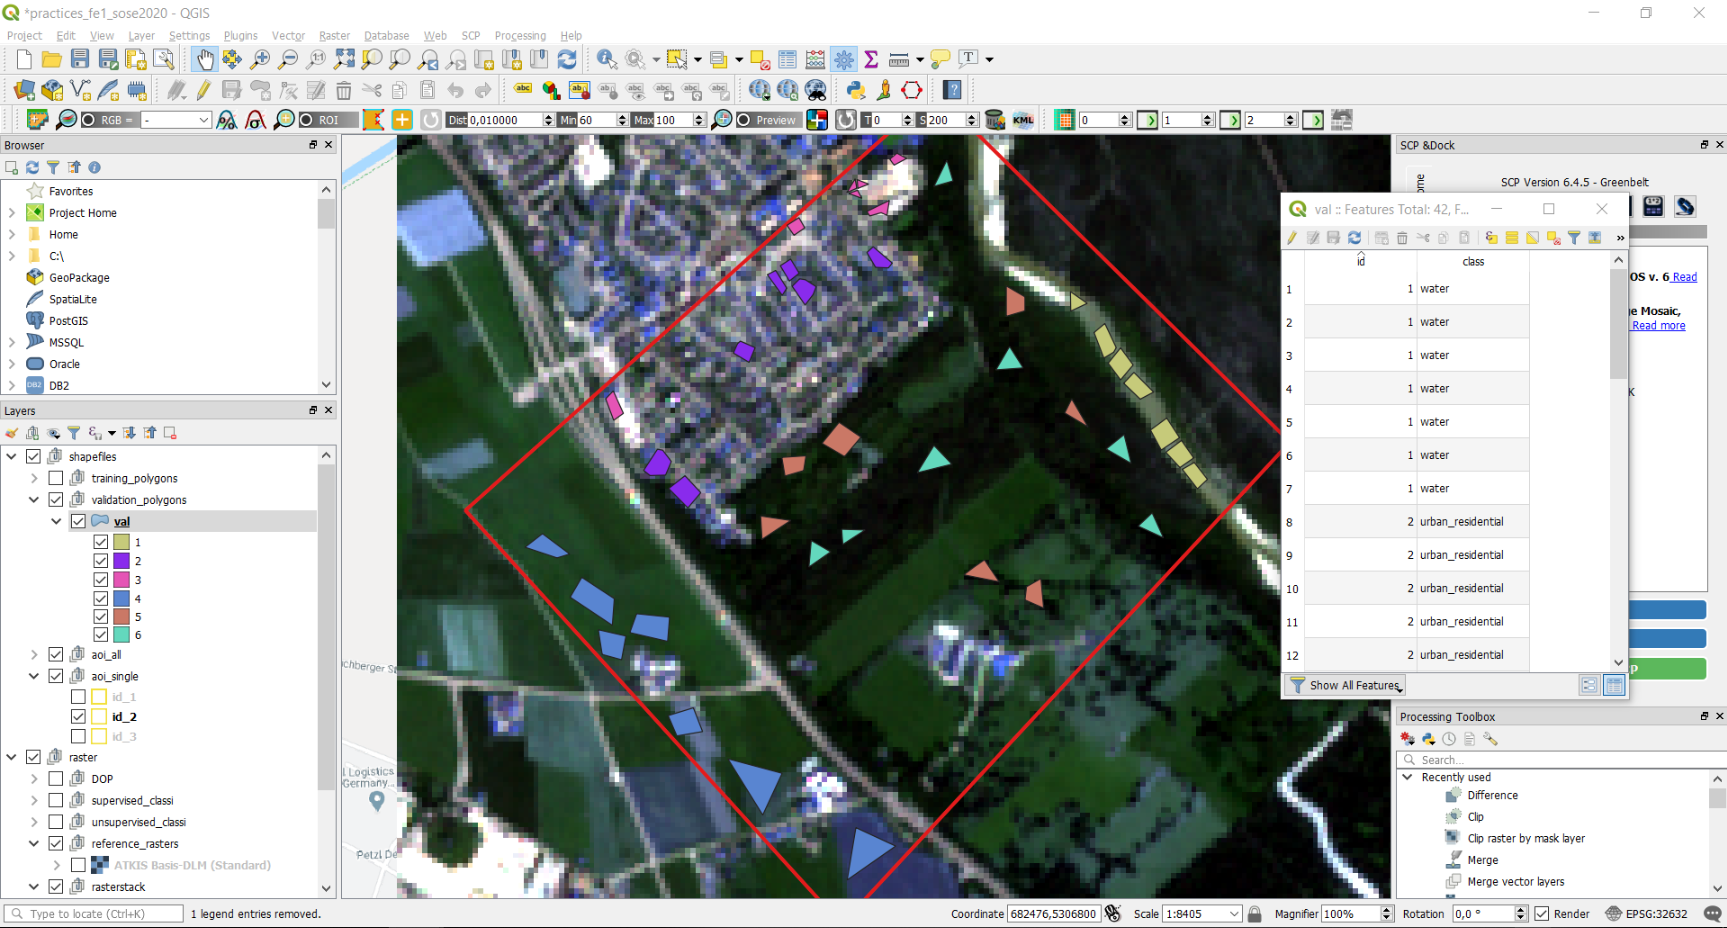 *practices_fe1_sose2020 - QGIS
Project Edit View Layer Settings Plugins Vector Raster Database Web SCP Processing Help
RGB = - ROI Dist 0,010000 Min 60 Max 100 Preview T 0 S 200 KML 0 1 2
Browser
Favorites
Project Home
Home
C:\
GeoPackage
SpatiaLite
PostGIS
MSSQL
Oracle
DB2
Layers
shapefiles
training_polygons
validation_polygons
val
1
2
3
4
5
6
aoi_all
aoi_single
id_1
id_2
id_3
raster
DOP
supervised_classi
unsupervised_classi
reference_rasters
ATKIS Basis-DLM (Standard)
rasterstack
chberger S
l Logistics
Germany...
Petzl De
SCP &Dock
SCP Version 6.4.5 - Greenbelt
OS v. 6 Read
e Mosaic,
Read more
val :: Features Total: 42, F...
id class
1 1 water
2 1 water
3 1 water
4 1 water
5 1 water
6 1 water
7 1 water
8 2 urban_residential
9 2 urban_residential
10 2 urban_residential
11 2 urban_residential
12 2 urban_residential
Show All Features
Processing Toolbox
Search...
Recently used
Difference
Clip
Clip raster by mask layer
Merge
Merge vector layers
Type to locate (Ctrl+K) 1 legend entries removed. Coordinate 682476,5306800 Scale 1:8405 Magnifier 100% Rotation 0,0 ° Render EPSG:32632